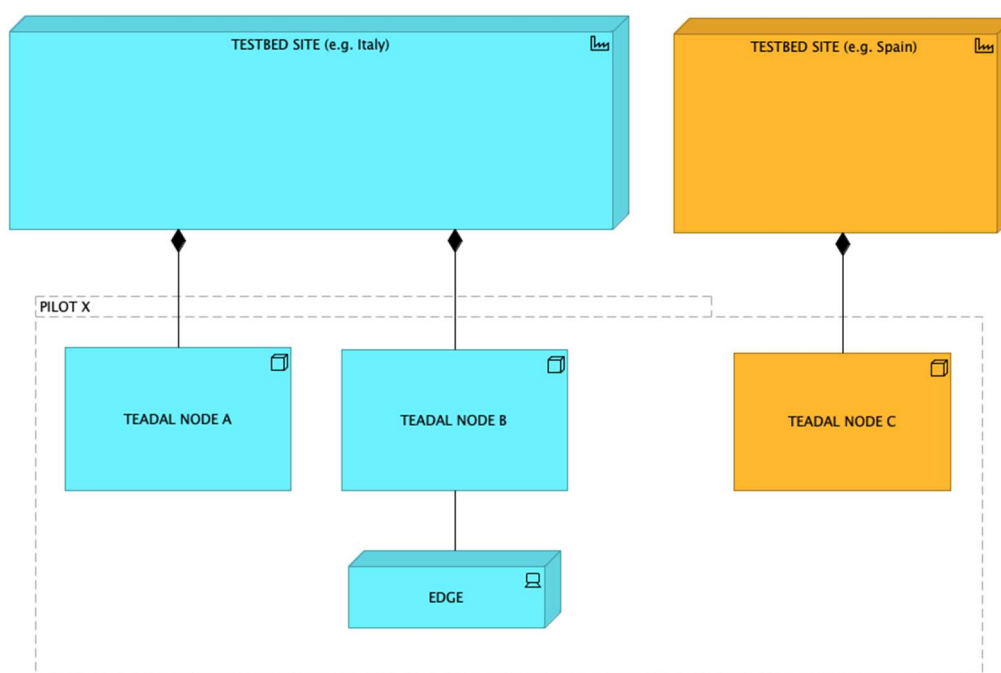 TESTBED SITE (e.g. Italy)
TESTBED SITE (e.g. Spain)
PILOT X
TEADAL NODE A
TEADAL NODE B
TEADAL NODE C
EDGE